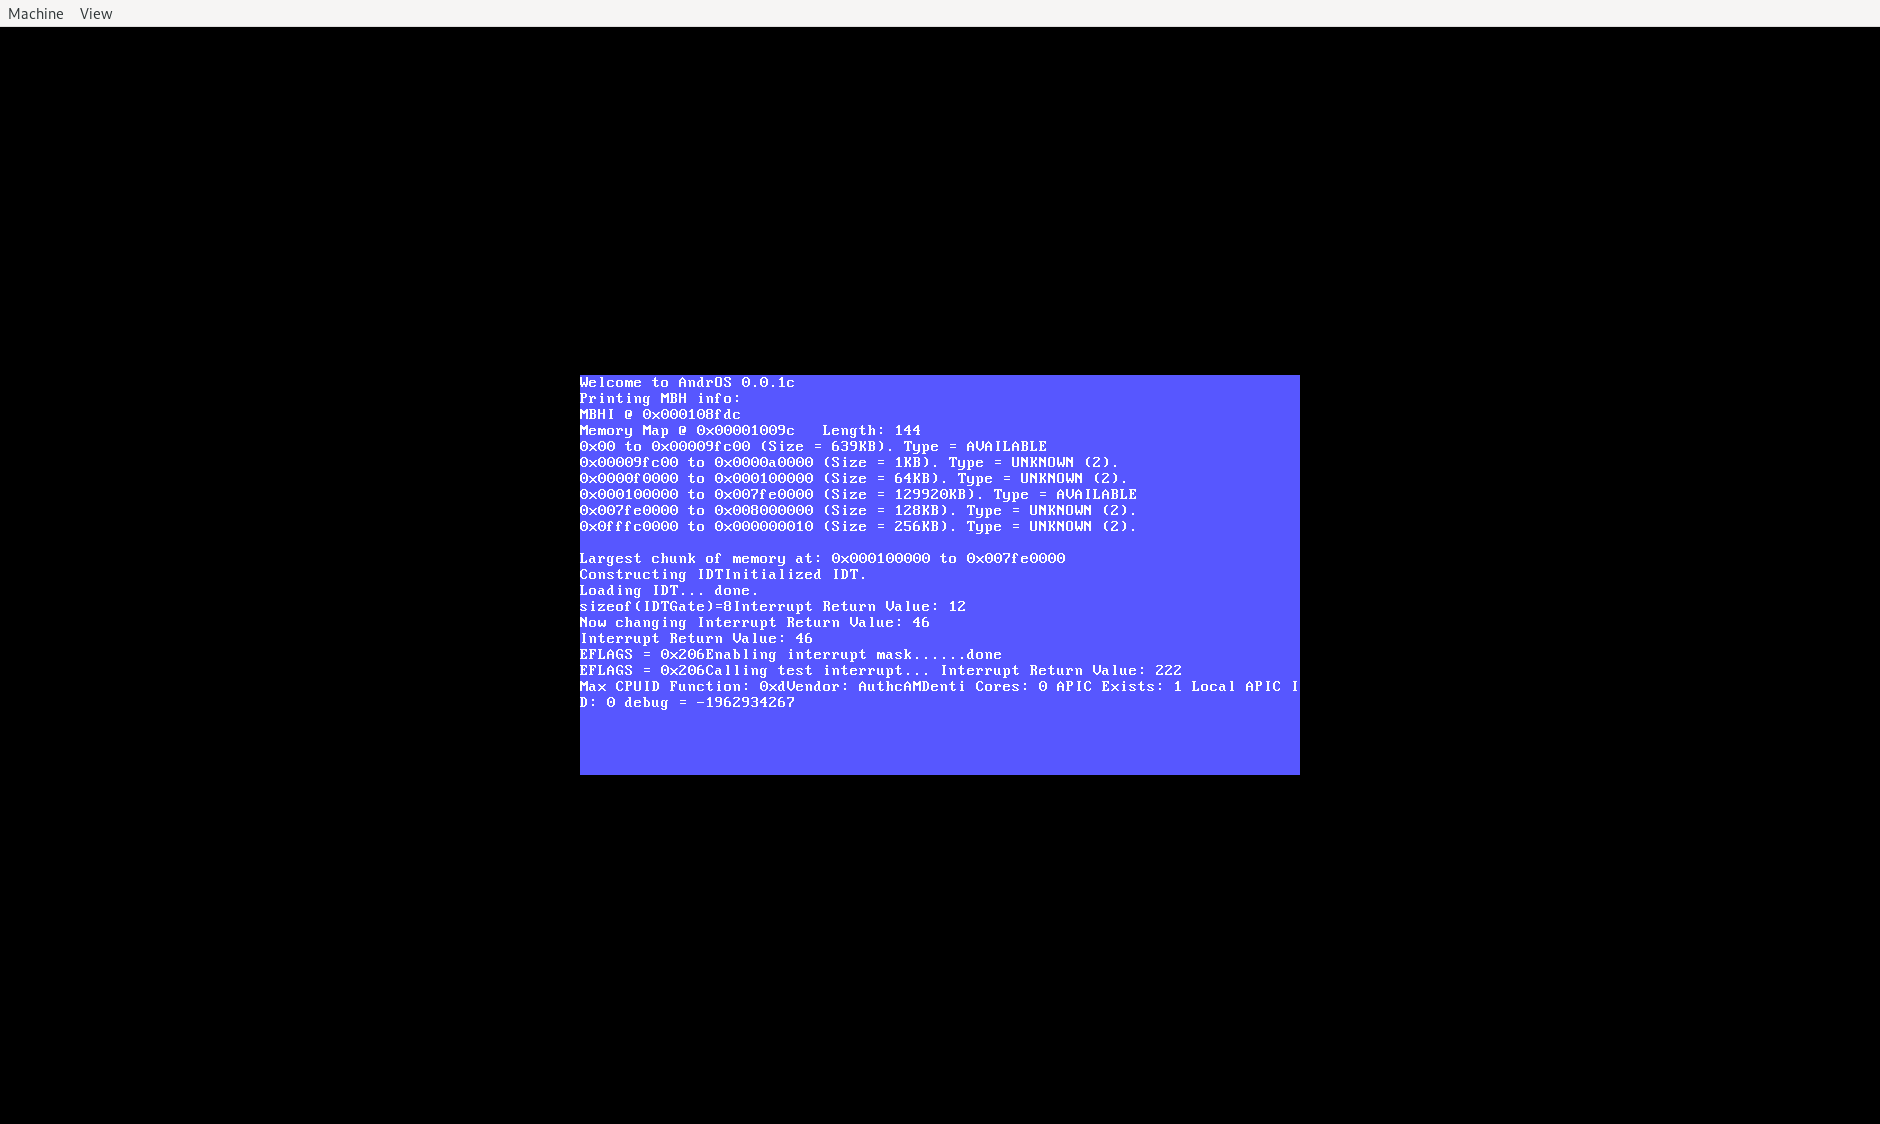 Machine View
Welcome to AndrOS 0.0.1c
Printing MBH info:
MBHI @ 0x000108fdc
Memory Map @ 0x00001009c   Length: 144
0x00 to 0x00009fc00 (Size = 639KB). Type = AVAILABLE
0x00009fc00 to 0x0000a0000 (Size = 1KB). Type = UNKNOWN (2).
0x0000f0000 to 0x000100000 (Size = 64KB). Type = UNKNOWN (2).
0x000100000 to 0x007fe0000 (Size = 129920KB). Type = AVAILABLE
0x007fe0000 to 0x008000000 (Size = 128KB). Type = UNKNOWN (2).
0x0fffc0000 to 0x000000010 (Size = 256KB). Type = UNKNOWN (2).
Largest chunk of memory at: 0x000100000 to 0x007fe0000
Constructing IDTInitialized IDT.
Loading IDT... done.
sizeof(IDTGate)=8Interrupt Return Value: 12
Now changing Interrupt Return Value: 46
Interrupt Return Value: 46
EFLAGS = 0x206Enabling interrupt mask......done
EFLAGS = 0x206Calling test interrupt... Interrupt Return Value: 222
Max CPUID Function: 0xdVendor: AuthcAMDenti Cores: 0 APIC Exists: 1 Local APIC I
D: 0 debug = -1962934267